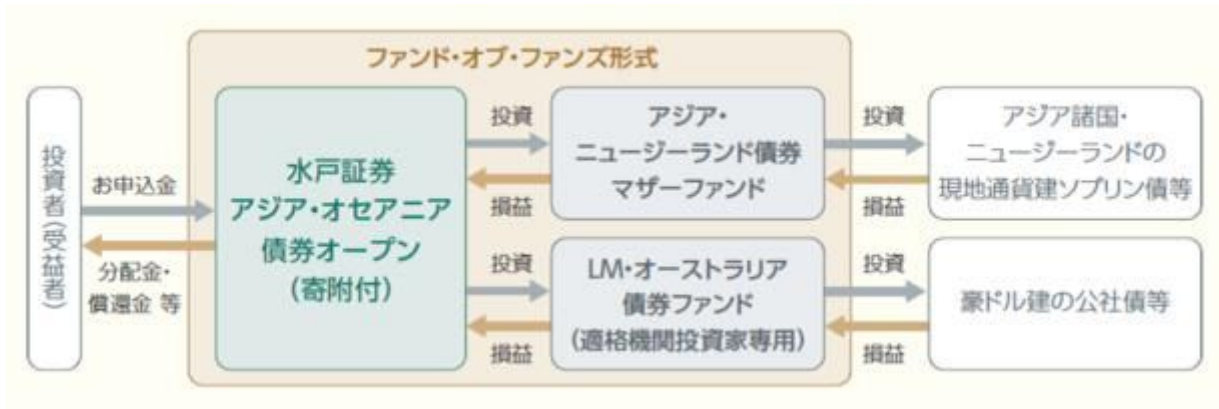 ファンド・オブ・ファンズ形式
投資者(受益者)
お申込金
分配金・
償還金 等
水戸証券
アジア・オセアニア
債券オープン
(寄附付)
投資
損益
アジア・
ニュージーランド債券
マザーファンド
投資
損益
アジア諸国・
ニュージーランドの
現地通貨建ソブリン債等
投資
損益
LM・オーストラリア
債券ファンド
(適格機関投資家専用)
投資
損益
豪ドル建の公社債等